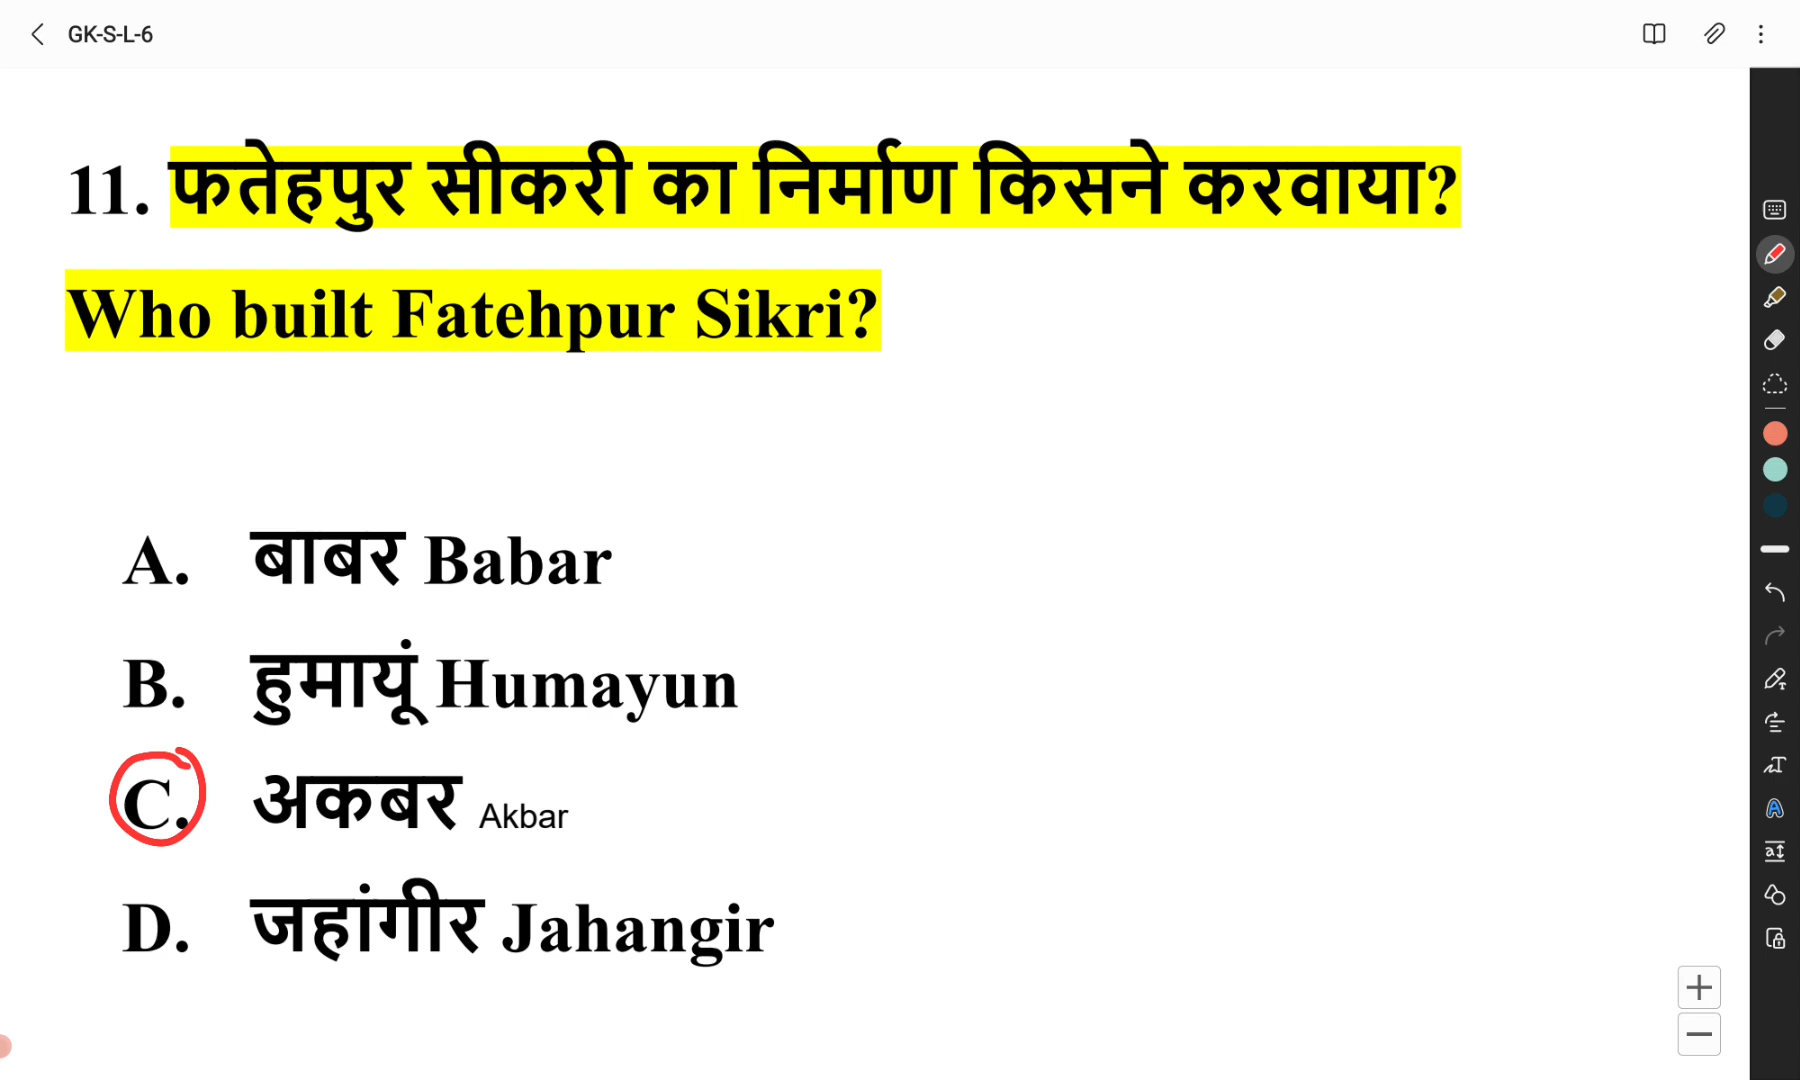 GK-S-L-6
11. फतेहपुर सीकरी का निर्माण किसने करवाया?
Who built Fatehpur Sikri?
A. बाबर Babar
B. हुमायूं Humayun
C. अकबर Akbar
D. जहांगीर Jahangir